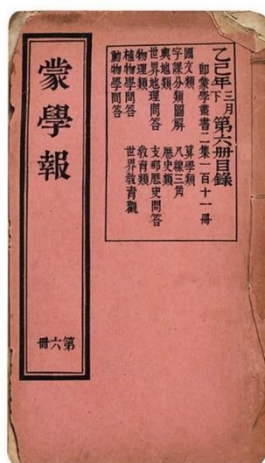 乙巳年三月下第六冊目錄
即蒙學叢書二集一百十一冊
國文類 算學類
字課分類圖解 八線三角
輿地類 歷史類
世界地理問答 支那歷史問答
物理類 教育類
植物學問答 世界教育觀
動物學問答
蒙學報
第六冊